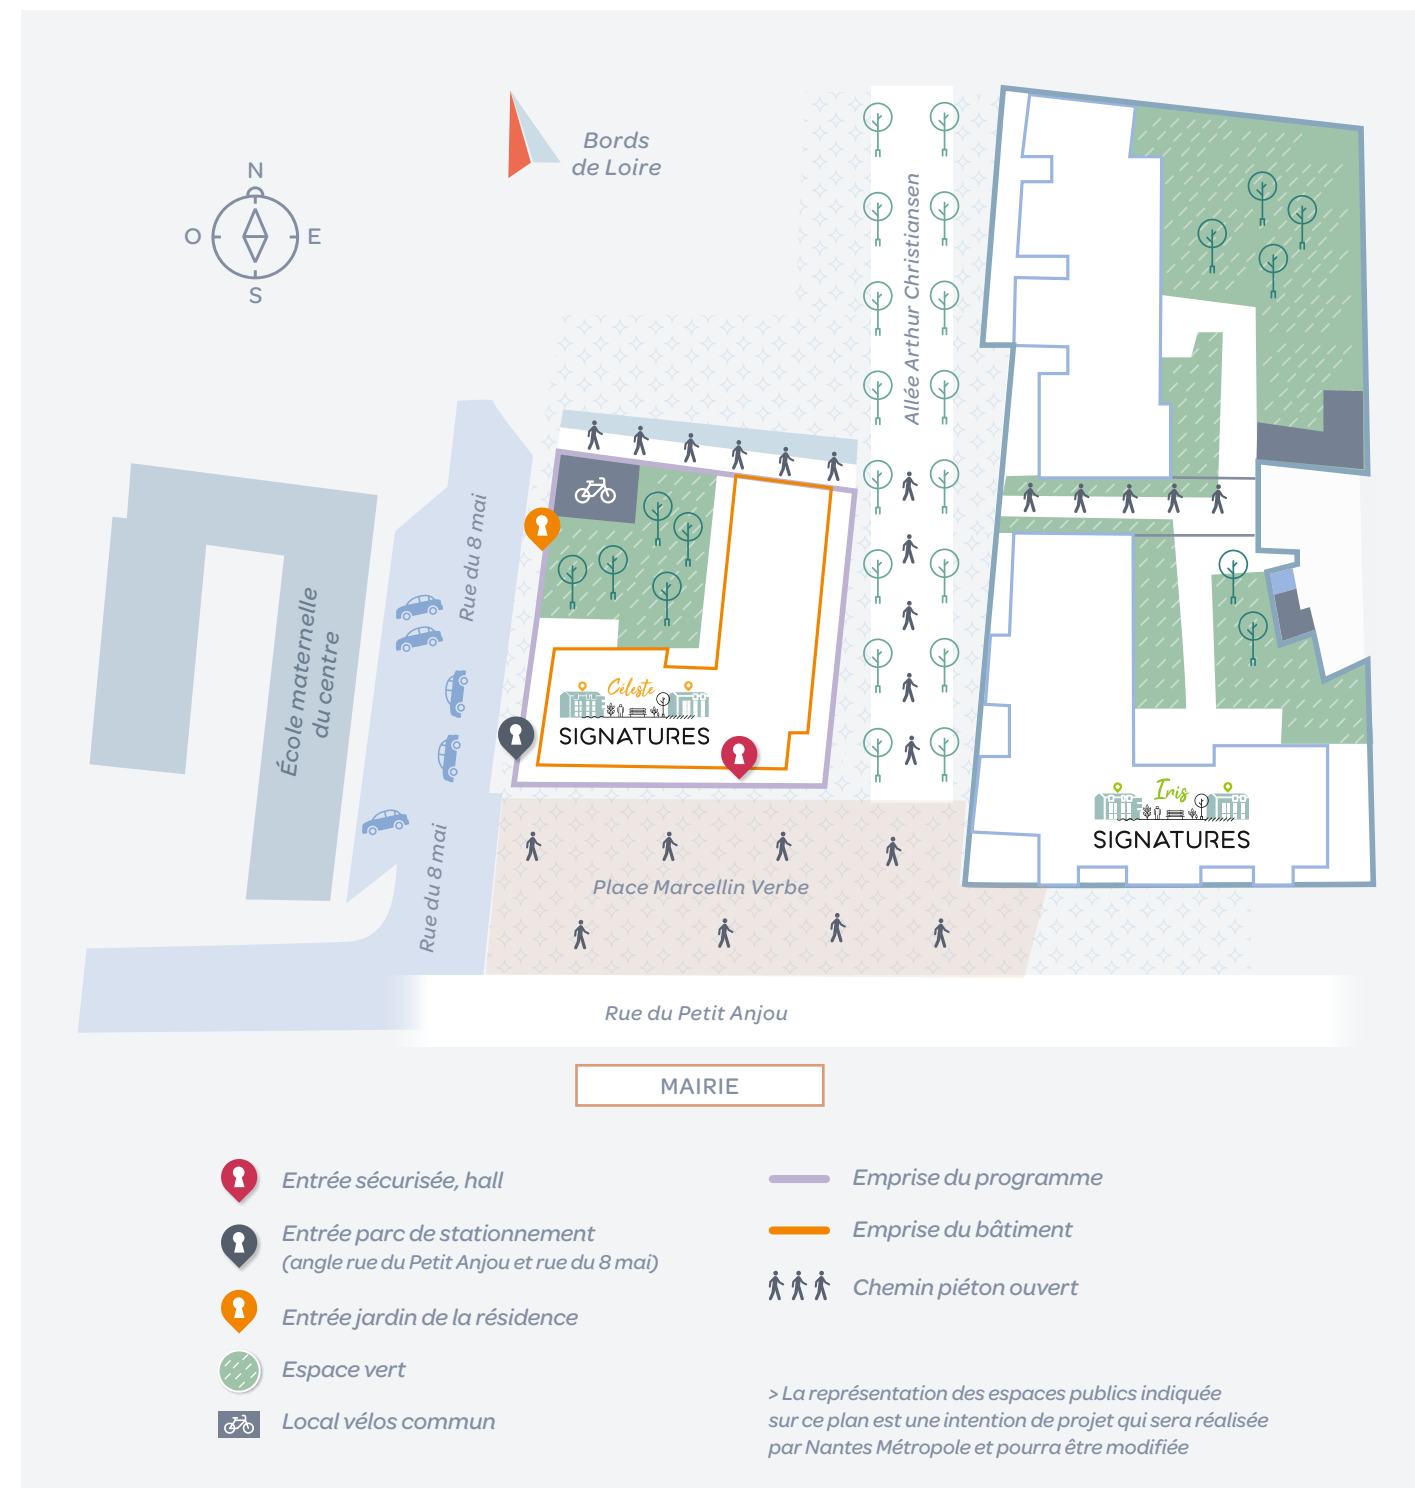 Bords
de Loire
N
O
E
S
Allée Arthur Christiansen
Rue du 8 mai
École maternelle
du centre
Céleste
SIGNATURES
Iris
SIGNATURES
Rue du 8 mai
Place Marcellin Verbe
Rue du Petit Anjou
MAIRIE
Entrée sécurisée, hall
Entrée parc de stationnement
(angle rue du Petit Anjou et rue du 8 mai)
Entrée jardin de la résidence
Espace vert
Local vélos commun
Emprise du programme
Emprise du bâtiment
Chemin piéton ouvert
> La représentation des espaces publics indiquée
sur ce plan est une intention de projet qui sera réalisée
par Nantes Métropole et pourra être modifiée